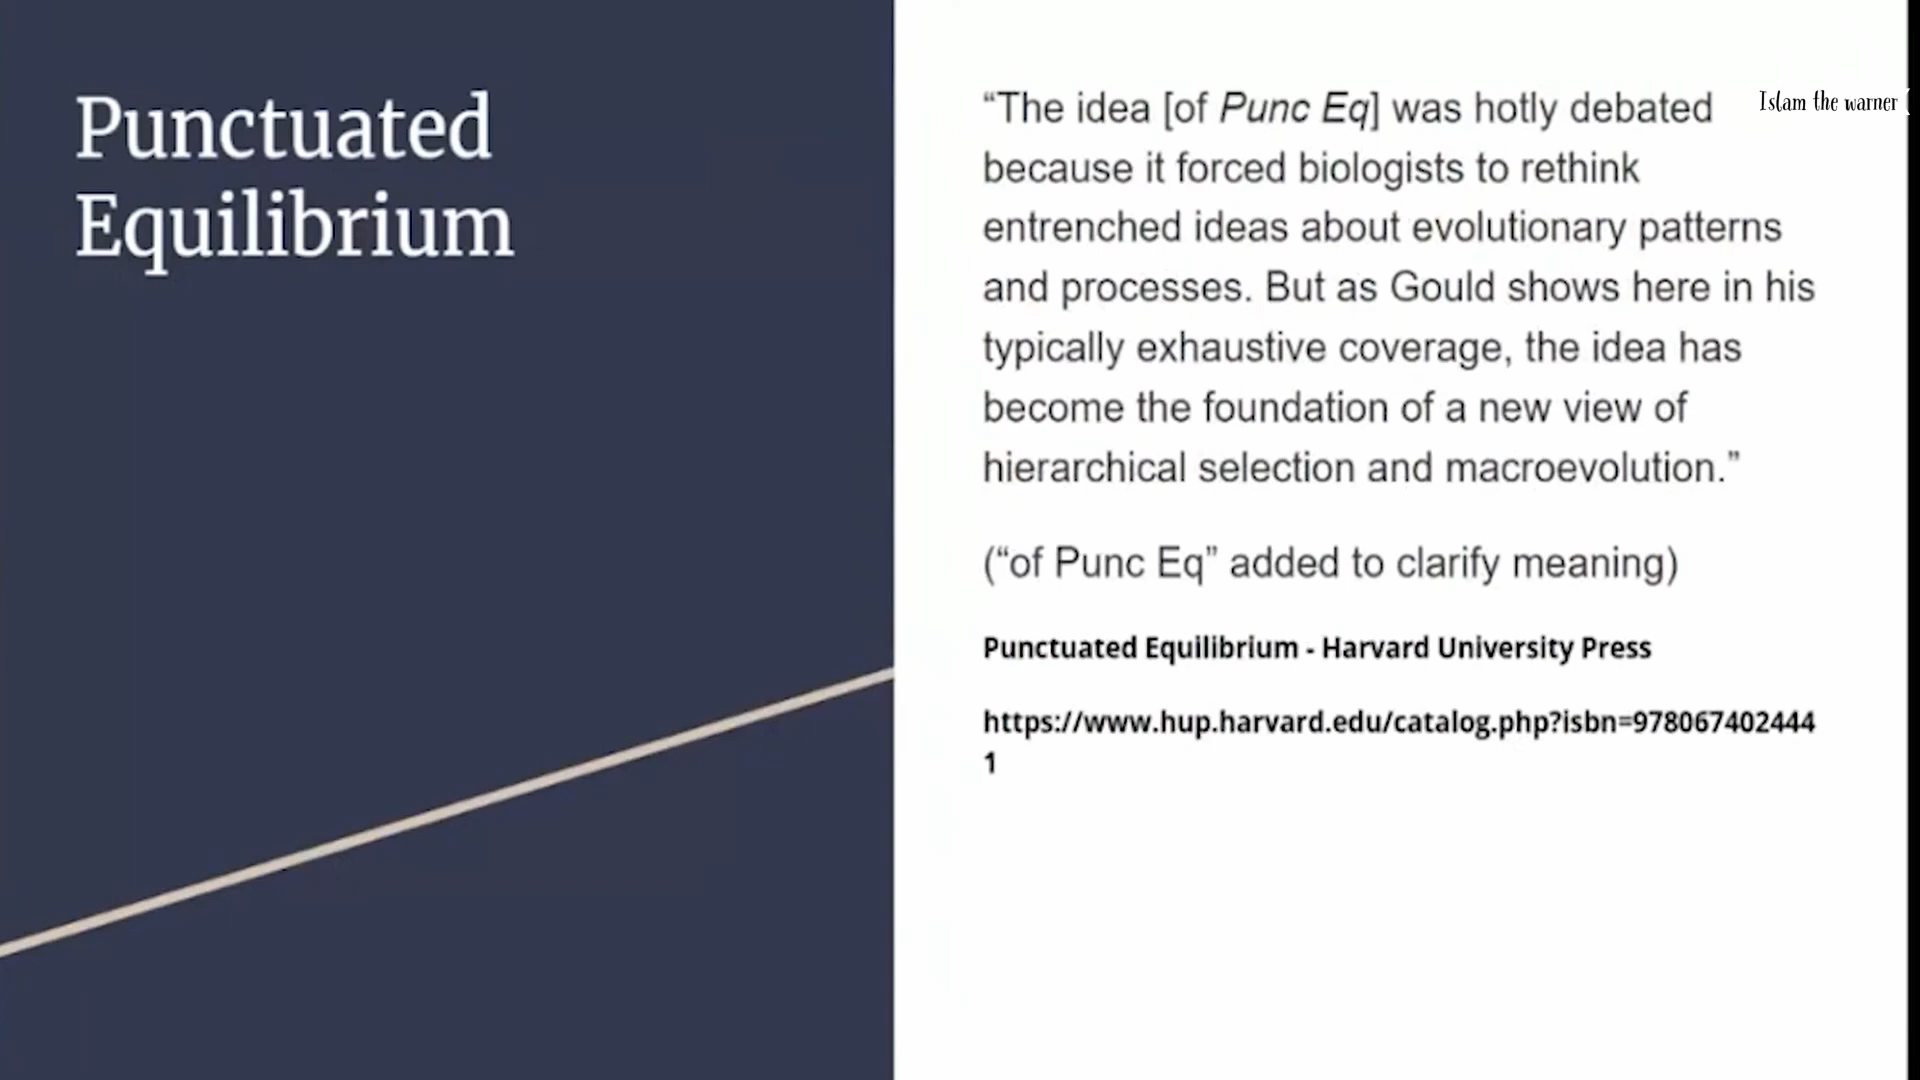 Punctuated
Equilibrium
“The idea [of Punc Eq] was hotly debated
because it forced biologists to rethink
entrenched ideas about evolutionary patterns
and processes. But as Gould shows here in his
typically exhaustive coverage, the idea has
become the foundation of a new view of
hierarchical selection and macroevolution.”
(“of Punc Eq” added to clarify meaning)
Punctuated Equilibrium - Harvard University Press
https://www.hup.harvard.edu/catalog.php?isbn=978067402444
1
Islam the warner (